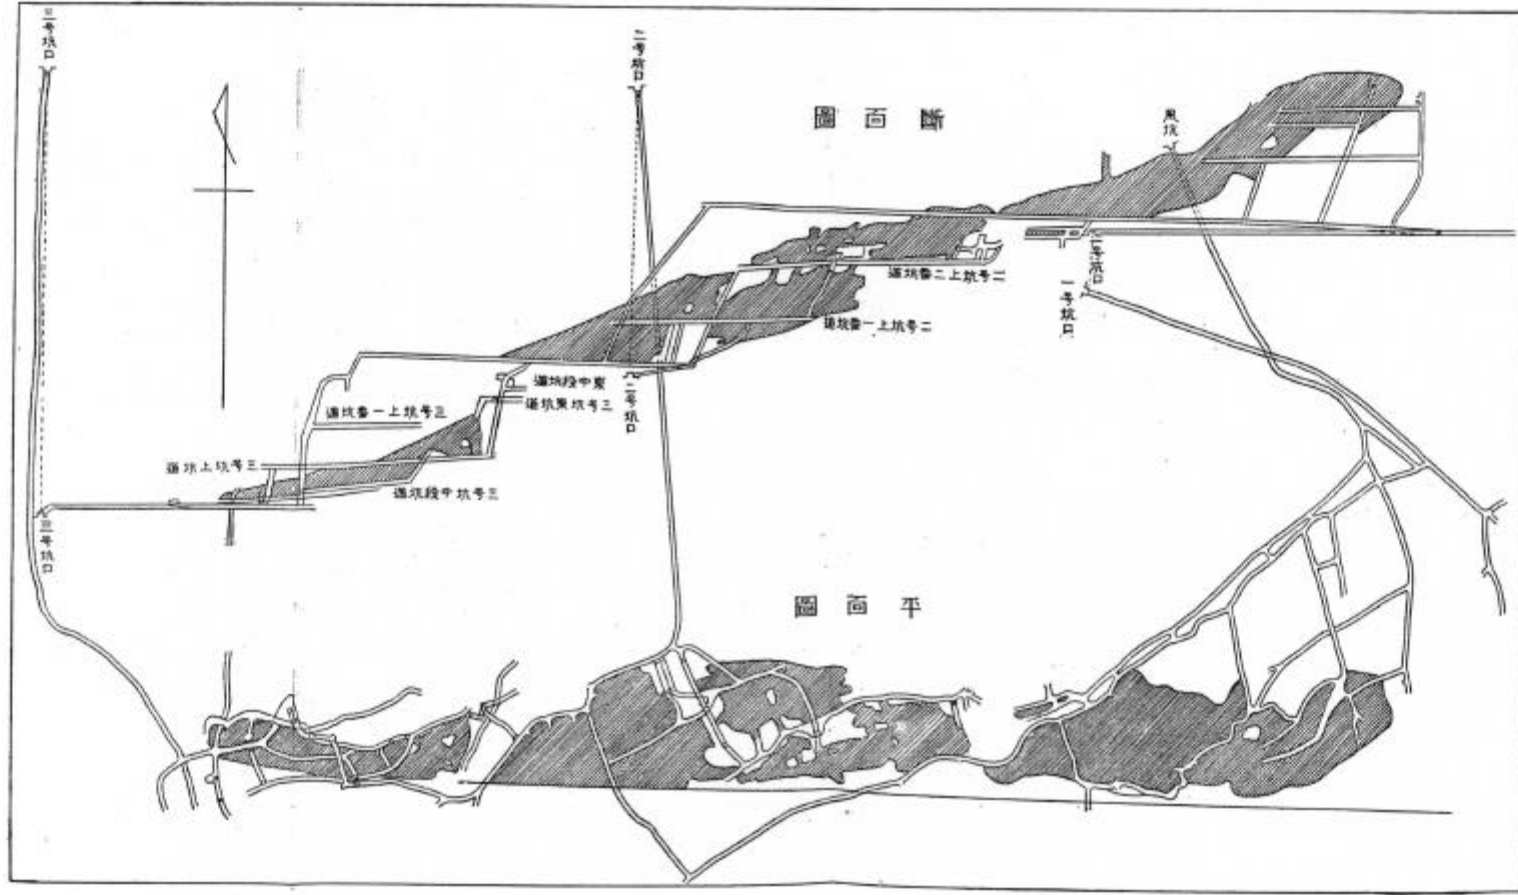 三号坑口
二号坑口
斷面圖
風坑
一号坑口
二号坑上二番坑道
一号坑口
二号坑上一番坑道
東中段坑道
二号坑口
三号坑東坑道
三号坑上一番坑道
三号坑上坑道
三号坑中段坑道
三号坑口
平面圖